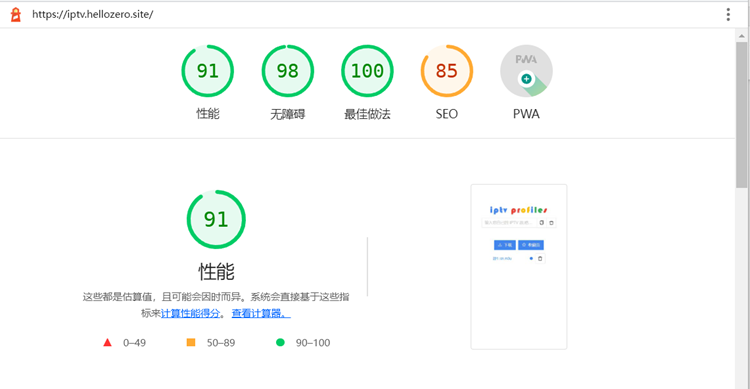 https://iptv.hellozero.site/
91
98
100
85
PWA
性能
无障碍
最佳做法
SEO
PWA
91
性能
这些都是估算值，且可能会因时而异。系统会直接基于这些指
标来计算性能得分。查看计算器。
0–49
50–89
90–100
iptv profiles
下载